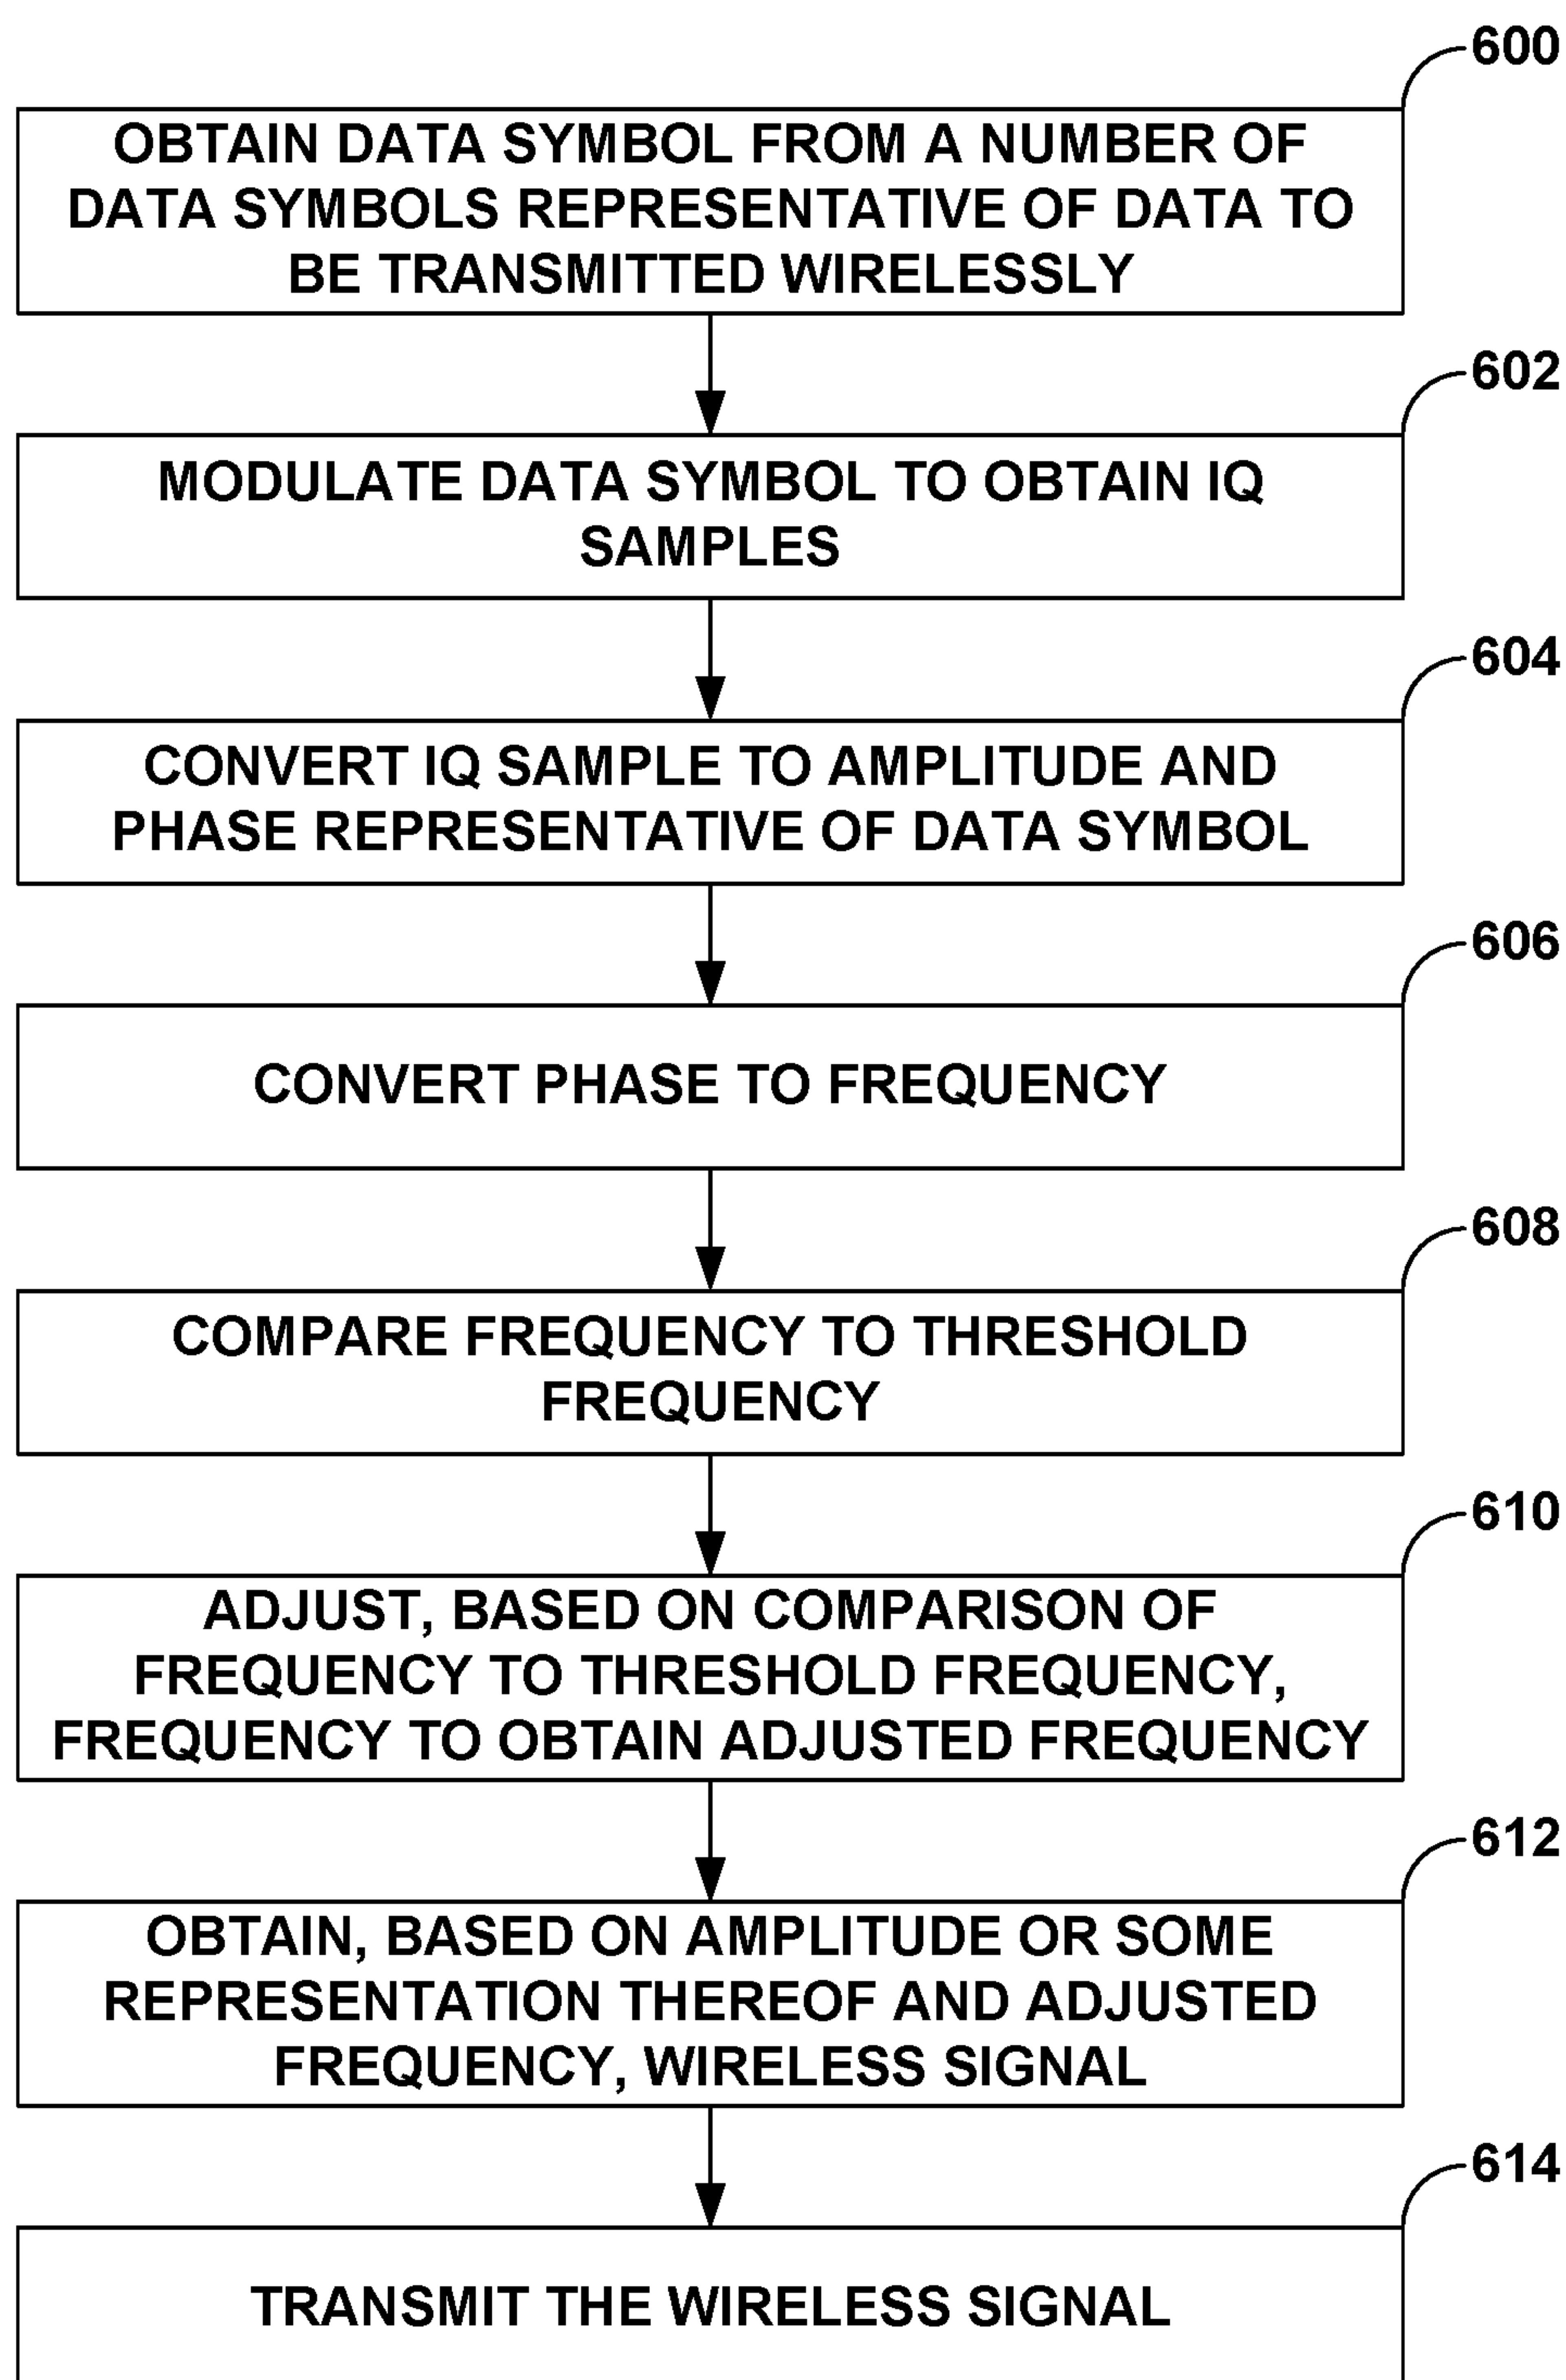 600
OBTAIN DATA SYMBOL FROM A NUMBER OF
DATA SYMBOLS REPRESENTATIVE OF DATA TO
BE TRANSMITTED WIRELESSLY
602
MODULATE DATA SYMBOL TO OBTAIN IQ
SAMPLES
604
CONVERT IQ SAMPLE TO AMPLITUDE AND
PHASE REPRESENTATIVE OF DATA SYMBOL
606
CONVERT PHASE TO FREQUENCY
608
COMPARE FREQUENCY TO THRESHOLD
FREQUENCY
610
ADJUST, BASED ON COMPARISON OF
FREQUENCY TO THRESHOLD FREQUENCY,
FREQUENCY TO OBTAIN ADJUSTED FREQUENCY
612
OBTAIN, BASED ON AMPLITUDE OR SOME
REPRESENTATION THEREOF AND ADJUSTED
FREQUENCY, WIRELESS SIGNAL
614
TRANSMIT THE WIRELESS SIGNAL